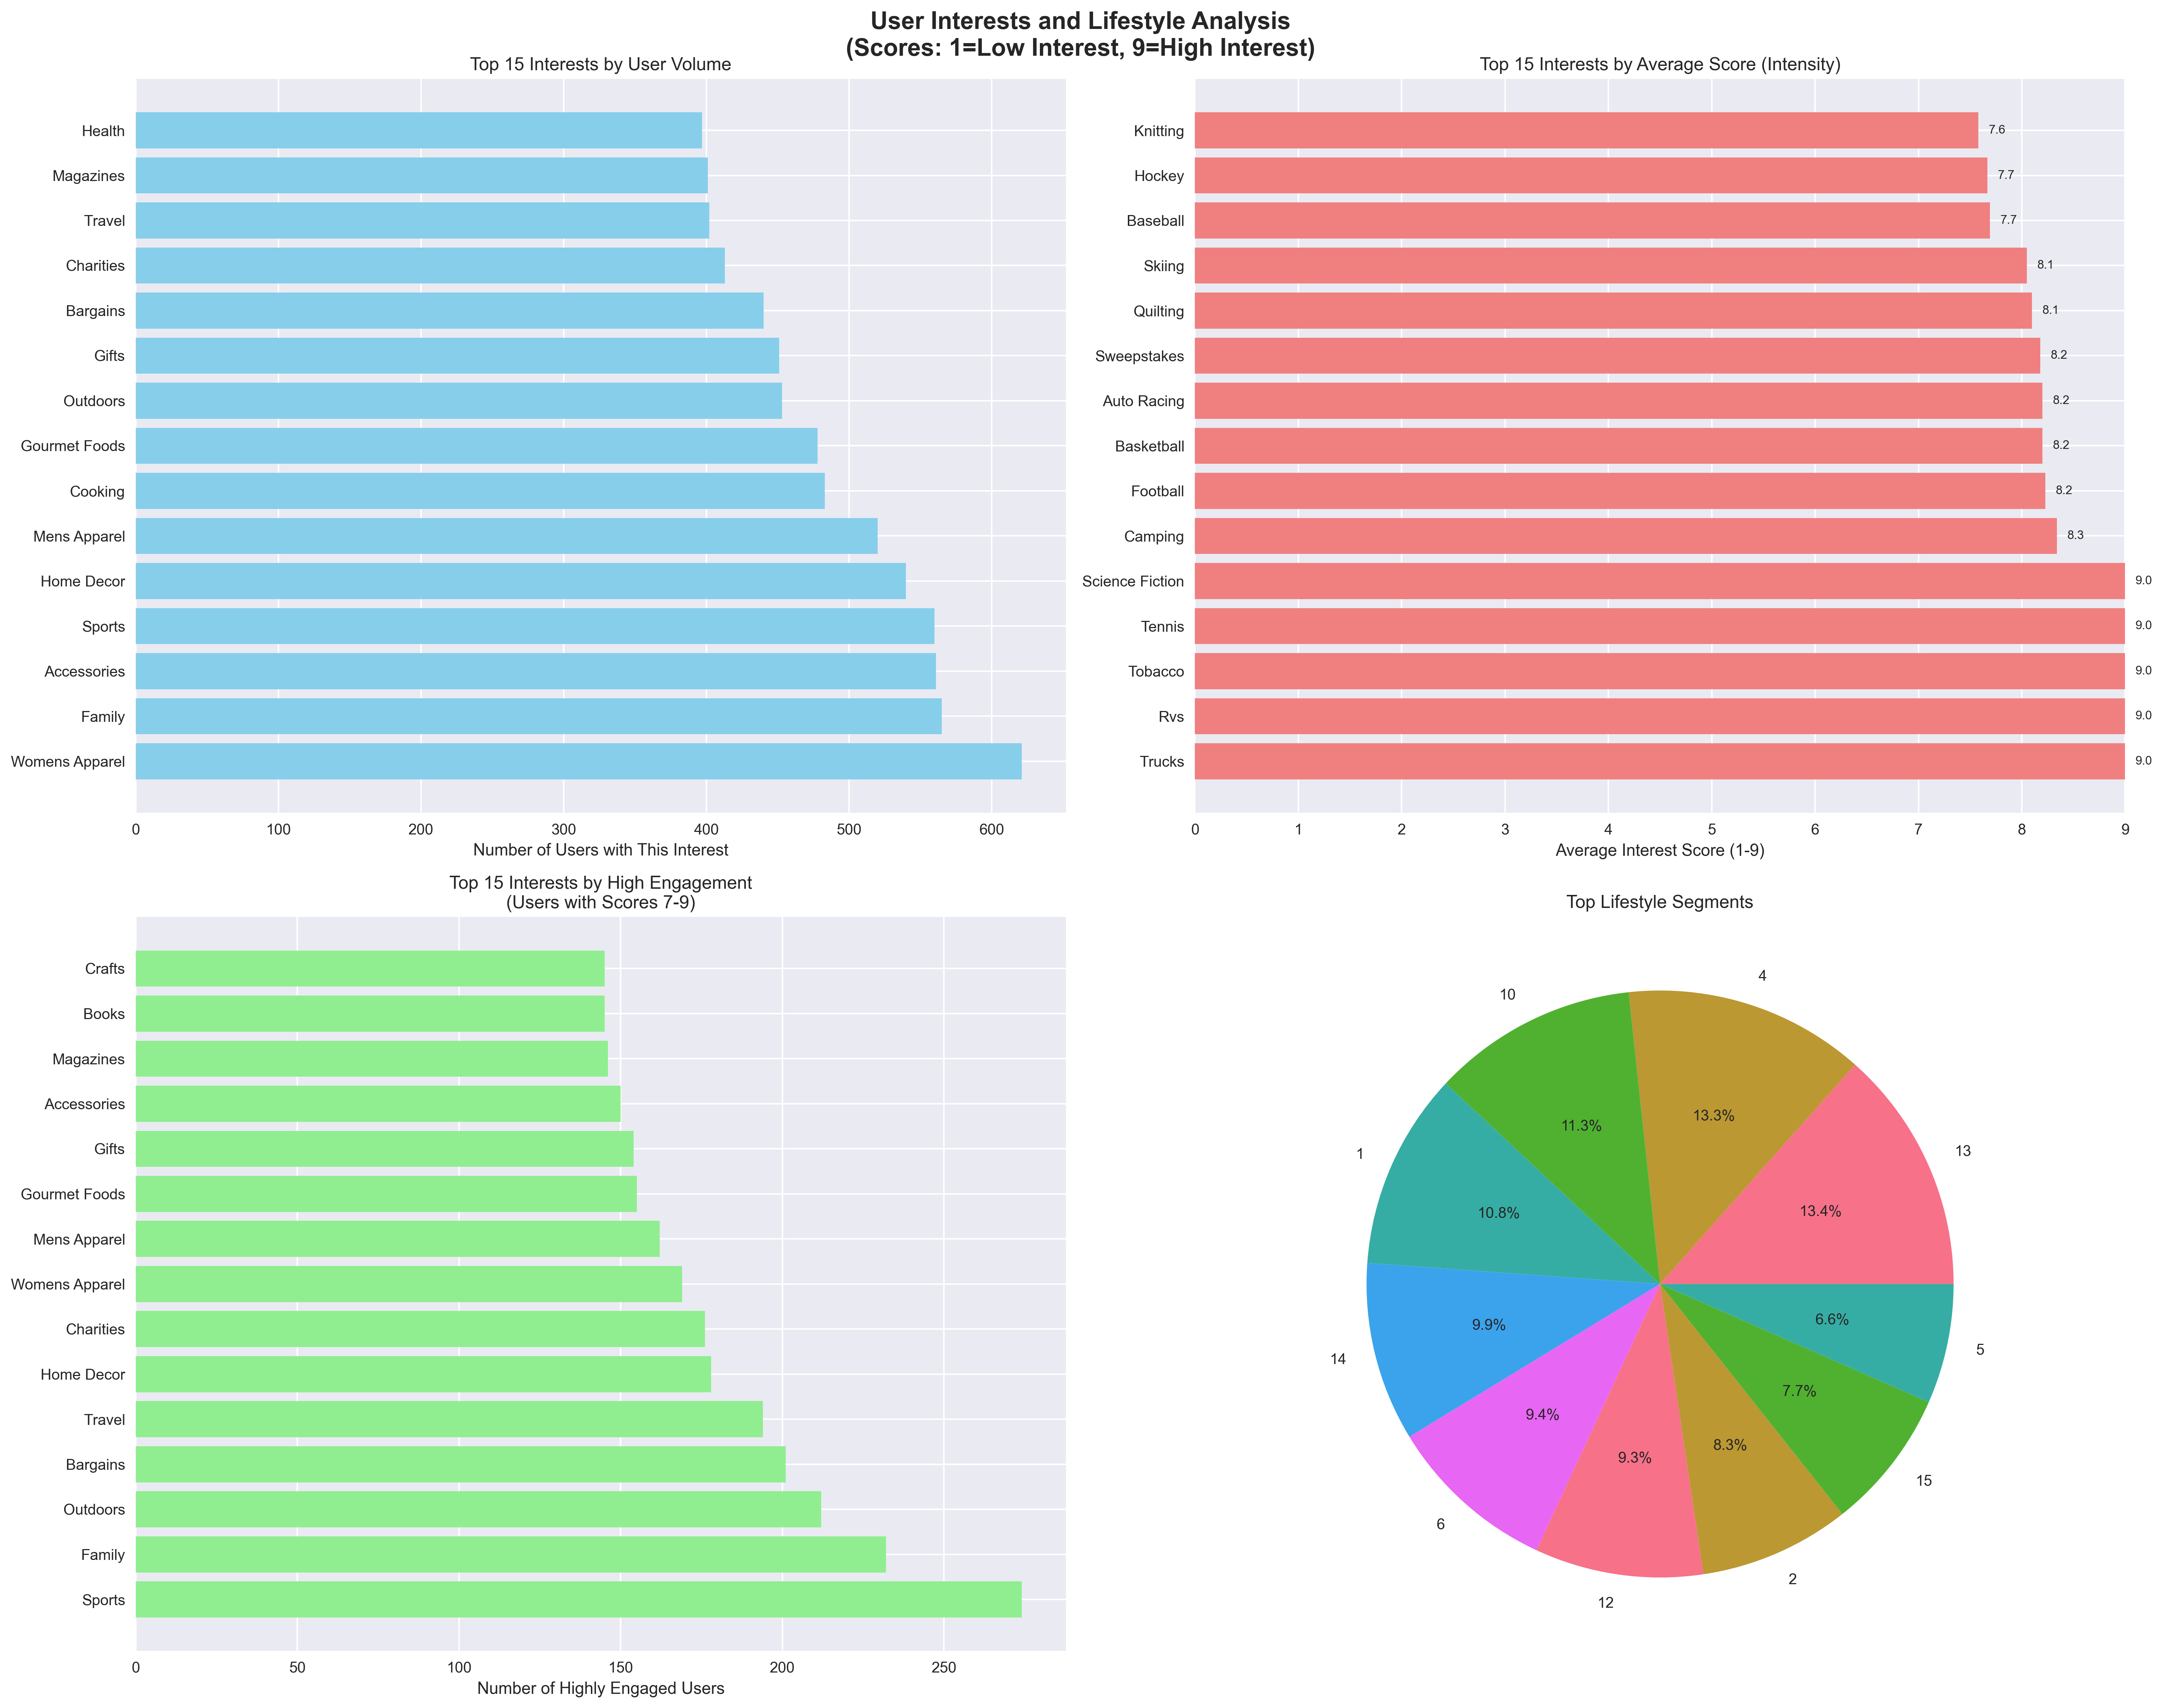 User Interests and Lifestyle Analysis
(Scores: 1=Low Interest, 9=High Interest)
Top 15 Interests by User Volume
Health
Magazines
Travel
Charities
Bargains
Gifts
Outdoors
Gourmet Foods
Cooking
Mens Apparel
Home Decor
Sports
Accessories
Family
Womens Apparel
0 100 200 300 400 500 600
Number of Users with This Interest
Top 15 Interests by Average Score (Intensity)
Knitting 7.6
Hockey 7.7
Baseball 7.7
Skiing 8.1
Quilting 8.1
Sweepstakes 8.2
Auto Racing 8.2
Basketball 8.2
Football 8.2
Camping 8.3
Science Fiction 9.0
Tennis 9.0
Tobacco 9.0
Rvs 9.0
Trucks 9.0
0 1 2 3 4 5 6 7 8 9
Average Interest Score (1-9)
Top 15 Interests by High Engagement
(Users with Scores 7-9)
Crafts
Books
Magazines
Accessories
Gifts
Gourmet Foods
Mens Apparel
Womens Apparel
Charities
Home Decor
Travel
Bargains
Outdoors
Family
Sports
0 50 100 150 200 250
Number of Highly Engaged Users
Top Lifestyle Segments
13 13.4%
4 13.3%
10 11.3%
1 10.8%
14 9.9%
6 9.4%
12 9.3%
2 8.3%
15 7.7%
5 6.6%